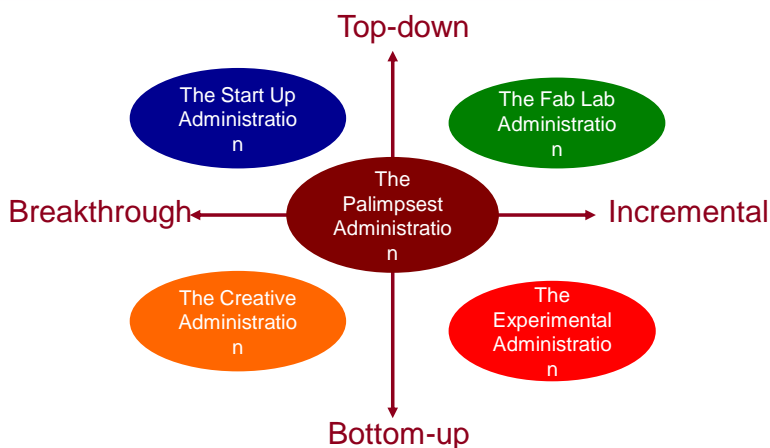 Top-down
The Start Up
Administratio
n
The Fab Lab
Administratio
n
The
Palimpsest
Administratio
n
Breakthrough
Incremental
The Creative
Administratio
n
The
Experimental
Administratio
n
Bottom-up